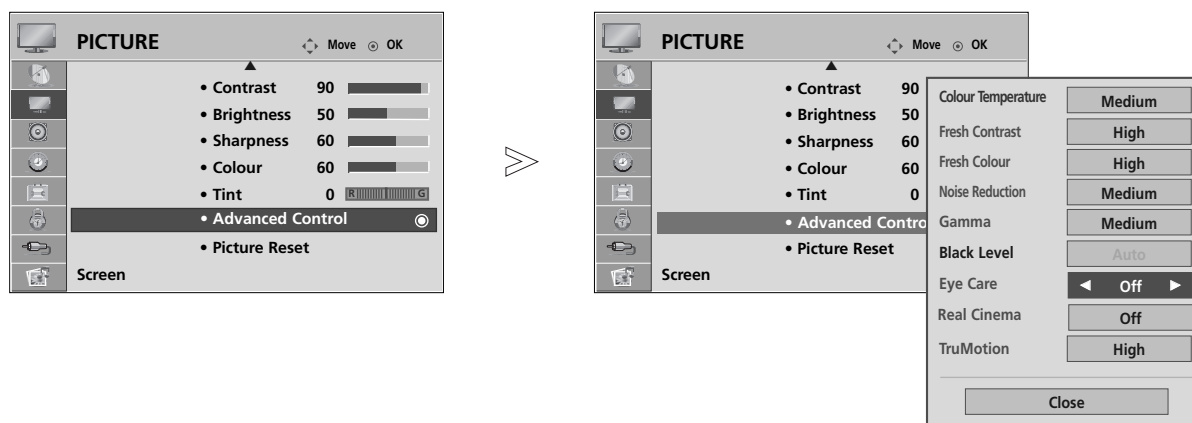 PICTURE
Move OK
• Contrast 90
• Brightness 50
• Sharpness 60
• Colour 60
• Tint 0 R G
• Advanced Control
• Picture Reset
Screen
PICTURE
Move OK
• Contrast 90
• Brightness 50
• Sharpness 60
• Colour 60
• Tint 0
• Advanced Contro
• Picture Reset
Screen
Colour Temperature Medium
Fresh Contrast High
Fresh Colour High
Noise Reduction Medium
Gamma Medium
Black Level Auto
Eye Care ◄ Off ►
Real Cinema Off
TruMotion High
Close